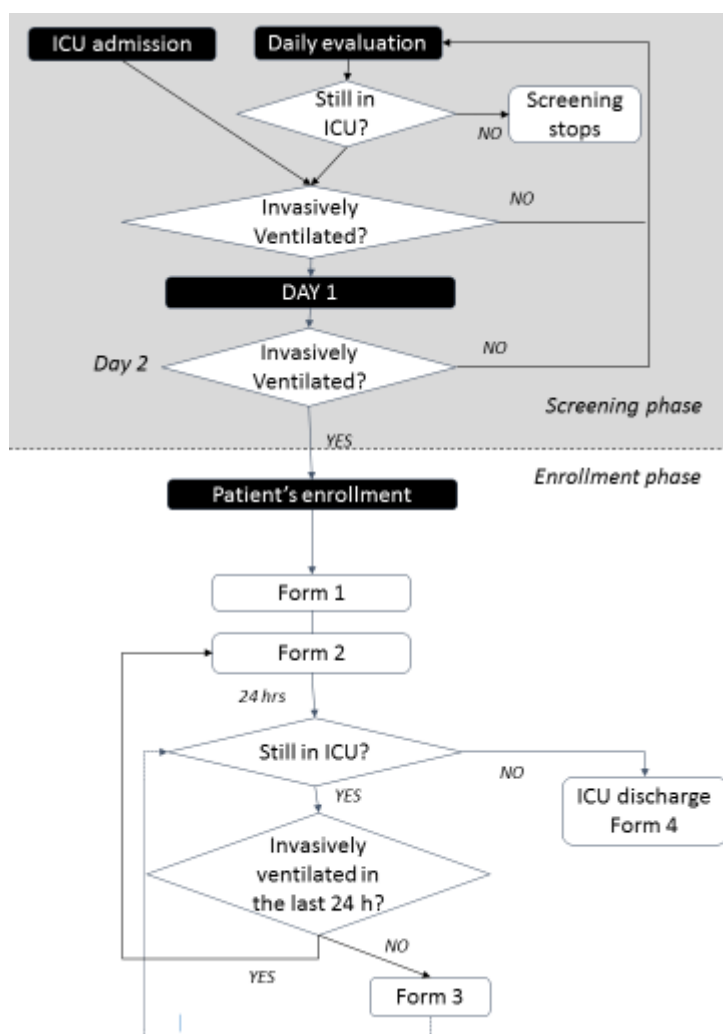 ICU admission
Daily evaluation
Still in
ICU?
NO
Screening
stops
Invasively
Ventilated?
NO
DAY 1
Day 2
Invasively
Ventilated?
NO
Screening phase
YES
Enrollment phase
Patient's enrollment
Form 1
Form 2
24 hrs
Still in ICU?
NO
YES
ICU discharge
Form 4
Invasively
ventilated in
the last 24 h?
NO
YES
Form 3